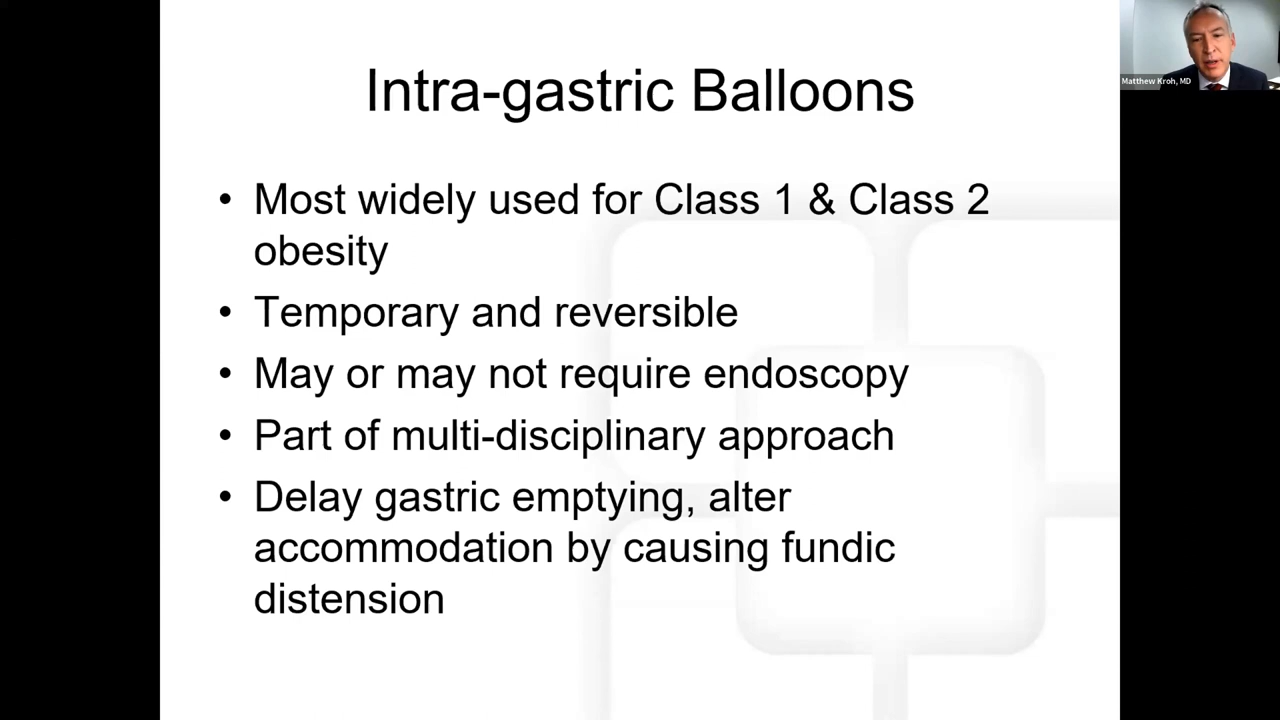 Intra-gastric Balloons
• Most widely used for Class 1 & Class 2
obesity
• Temporary and reversible
• May or may not require endoscopy
• Part of multi-disciplinary approach
• Delay gastric emptying, alter
accommodation by causing fundic
distension
Matthew Kroh, MD